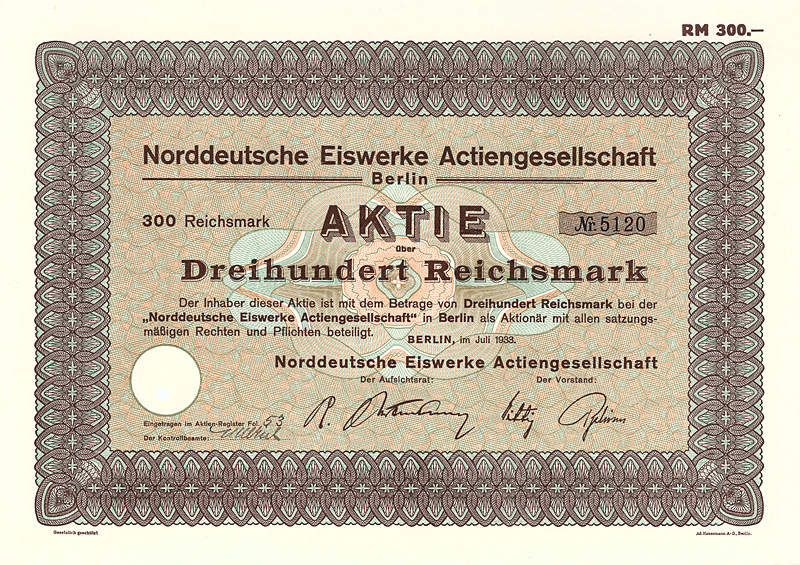 RM 300.—
Norddeutsche Eiswerke Actiengesellschaft
Berlin
300 Reichsmark
AKTIE
Nr. 5120
über
Dreihundert Reichsmark
Der Inhaber dieser Aktie ist mit dem Betrage von Dreihundert Reichsmark bei der
„Norddeutsche Eiswerke Actiengesellschaft“ in Berlin als Aktionär mit allen satzungs-
mäßigen Rechten und Pflichten beteiligt.
BERLIN, im Juli 1933.
Norddeutsche Eiswerke Actiengesellschaft
Der Aufsichtsrat:
Der Vorstand:
Eingetragen im Aktien-Register Fol. 53
Der Kontrollbeamte:
Gesetzlich geschützt
Berlin.